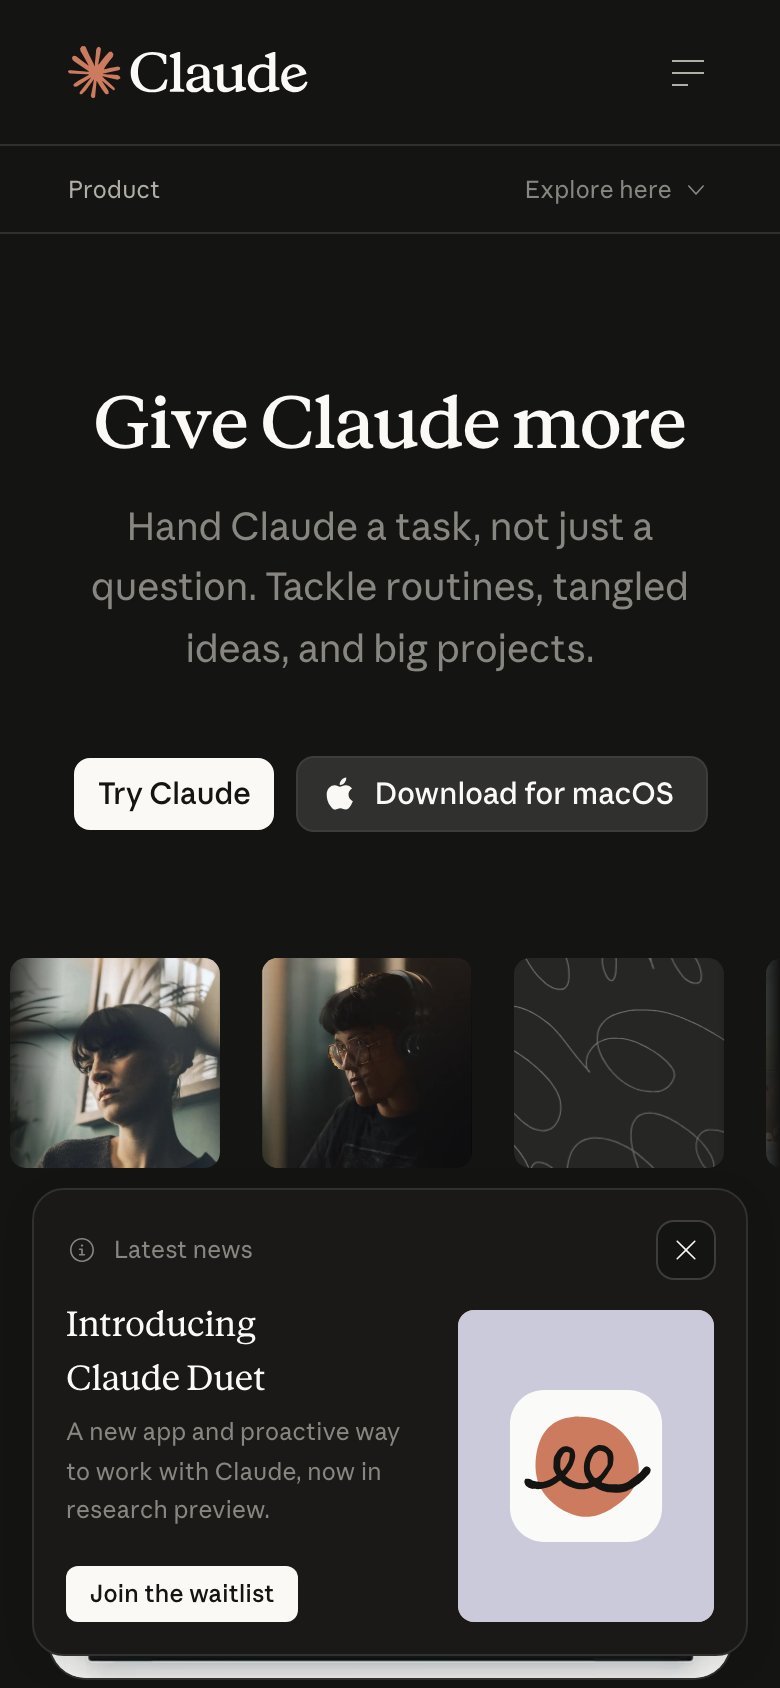 Claude
Product
Explore here
Give Claude more
Hand Claude a task, not just a
question. Tackle routines, tangled
ideas, and big projects.
Try Claude
Download for macOS
Latest news
Introducing
Claude Duet
A new app and proactive way
to work with Claude, now in
research preview.
Join the waitlist